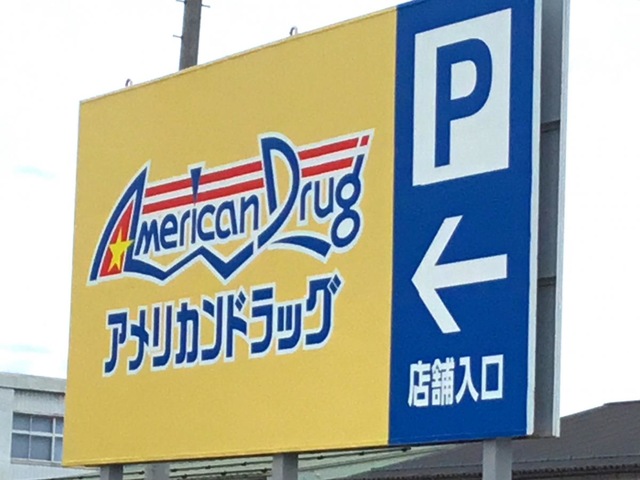 American Drug
アメリカンドラッグ
P
店舗入口